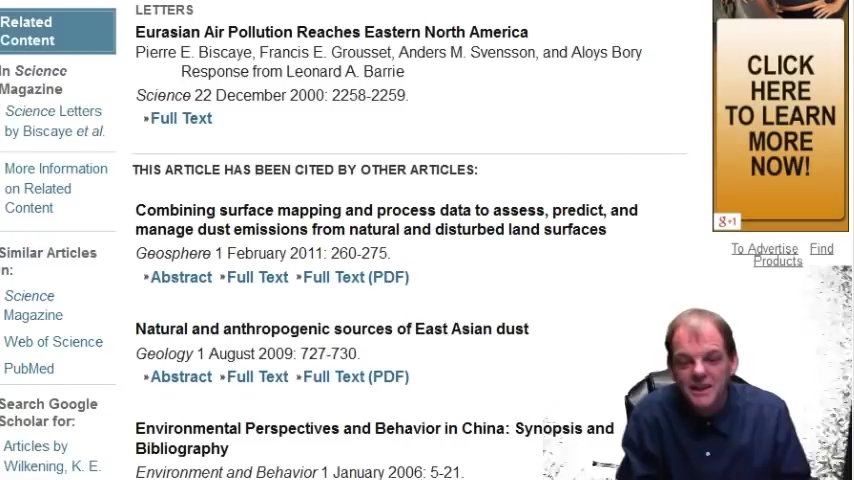 Related
Content
In Science
Magazine
Science Letters
by Biscaye et al.
More Information
on Related
Content
Similar Articles
in:
Science
Magazine
Web of Science
PubMed
Search Google
Scholar for:
Articles by
Wilkening, K. E.
LETTERS
Eurasian Air Pollution Reaches Eastern North America
Pierre E. Biscaye, Francis E. Grousset, Anders M. Svensson, and Aloys Bory
Response from Leonard A. Barrie
Science 22 December 2000: 2258-2259.
»Full Text
THIS ARTICLE HAS BEEN CITED BY OTHER ARTICLES:
Combining surface mapping and process data to assess, predict, and
manage dust emissions from natural and disturbed land surfaces
Geosphere 1 February 2011: 260-275.
»Abstract »Full Text »Full Text (PDF)
Natural and anthropogenic sources of East Asian dust
Geology 1 August 2009: 727-730.
»Abstract »Full Text »Full Text (PDF)
Environmental Perspectives and Behavior in China: Synopsis and
Bibliography
Environment and Behavior 1 January 2006: 5-21.
CLICK
HERE
TO LEARN
MORE
NOW!
g +1
To Advertise Find
Products